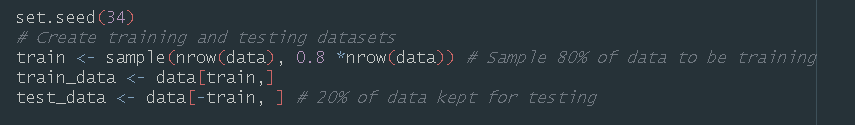 set.seed(34)
# Create training and testing datasets
train <- sample(nrow(data), 0.8 *nrow(data)) # Sample 80% of data to be training
train_data <- data[train,]
test_data <- data[-train, ] # 20% of data kept for testing